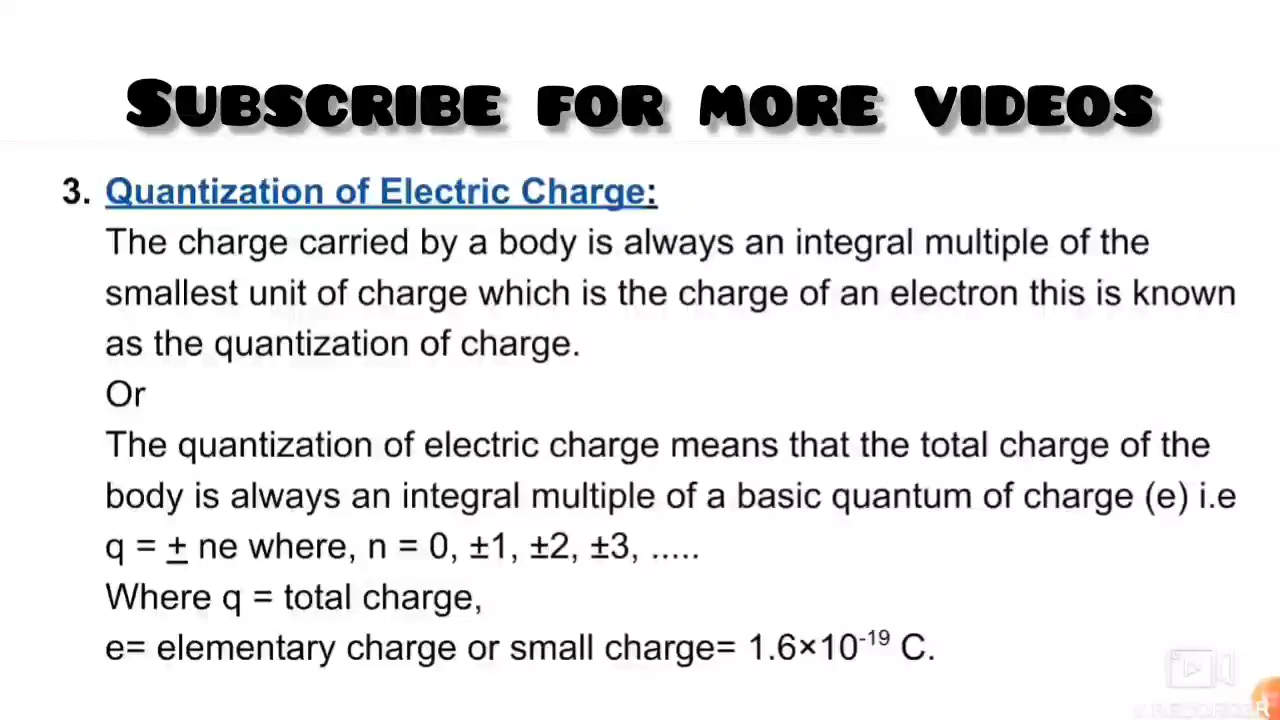 SUBSCRIBE FOR MORE VIDEOS
3. Quantization of Electric Charge:
The charge carried by a body is always an integral multiple of the
smallest unit of charge which is the charge of an electron this is known
as the quantization of charge.
Or
The quantization of electric charge means that the total charge of the
body is always an integral multiple of a basic quantum of charge (e) i.e
q = ± ne where, n = 0, ±1, ±2, ±3, .....
Where q = total charge,
e= elementary charge or small charge= 1.6×10⁻¹⁹ C.